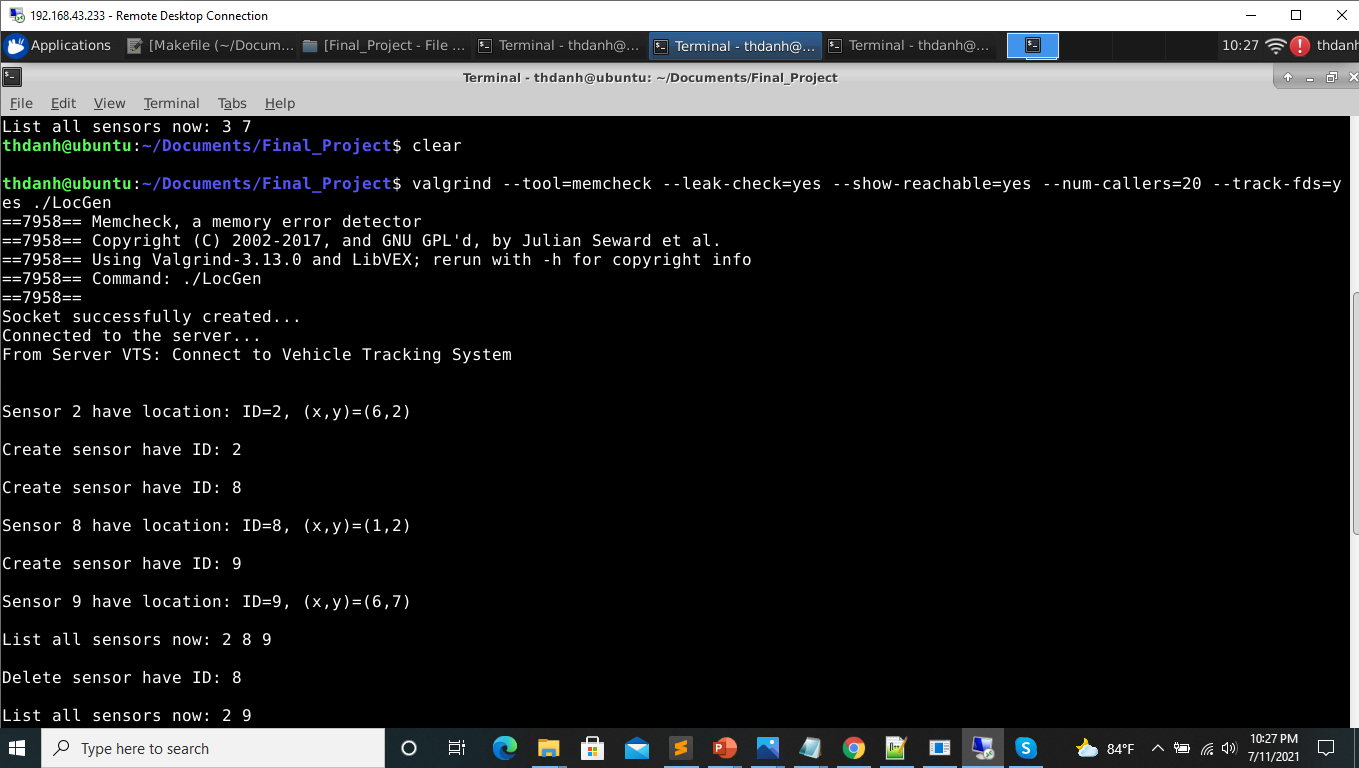 192.168.43.233 - Remote Desktop Connection
Applications [Makefile (~/Docum... [Final_Project - File ... Terminal - thdanh@... Terminal - thdanh@... Terminal - thdanh@... 10:27 thdanh
Terminal - thdanh@ubuntu: ~/Documents/Final_Project
File Edit View Terminal Tabs Help
List all sensors now: 3 7
thdanh@ubuntu:~/Documents/Final_Project$ clear
thdanh@ubuntu:~/Documents/Final_Project$ valgrind --tool=memcheck --leak-check=yes --show-reachable=yes --num-callers=20 --track-fds=y
es ./LocGen
==7958== Memcheck, a memory error detector
==7958== Copyright (C) 2002-2017, and GNU GPL'd, by Julian Seward et al.
==7958== Using Valgrind-3.13.0 and LibVEX; rerun with -h for copyright info
==7958== Command: ./LocGen
==7958==
Socket successfully created...
Connected to the server...
From Server VTS: Connect to Vehicle Tracking System
Sensor 2 have location: ID=2, (x,y)=(6,2)
Create sensor have ID: 2
Create sensor have ID: 8
Sensor 8 have location: ID=8, (x,y)=(1,2)
Create sensor have ID: 9
Sensor 9 have location: ID=9, (x,y)=(6,7)
List all sensors now: 2 8 9
Delete sensor have ID: 8
List all sensors now: 2 9
Type here to search
84°F
10:27 PM
7/11/2021